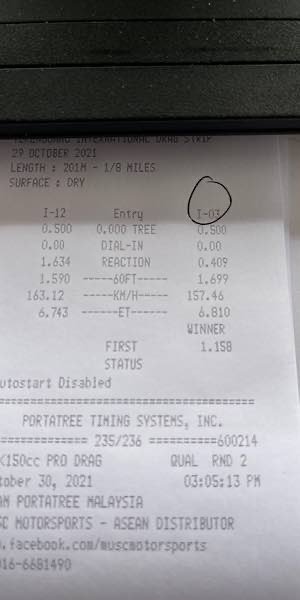 INTERNATIONAL DRAG STRIP
29 OCTOBER 2021
LENGTH : 201M - 1/8 MILES
SURFACE : DRY
I-12 Entry I-03
0.500 0.000 TREE 0.500
0.00 DIAL-IN 0.00
1.634 REACTION 0.409
1.590 -----60FT----- 1.699
163.12 -----KM/H----- 157.46
6.743 ------ET------ 6.810
WINNER
FIRST 1.158
STATUS
utostart Disabled
========================================
PORTATREE TIMING SYSTEMS, INC.
============= 235/236 ==========600214
150cc PRO DRAG QUAL RND 2
tober 30, 2021 03:05:13 PM
AM PORTATREE MALAYSIA
SC MOTORSPORTS - ASEAN DISTRIBUTOR
.facebook.com/muscmotorsports
016-6681490